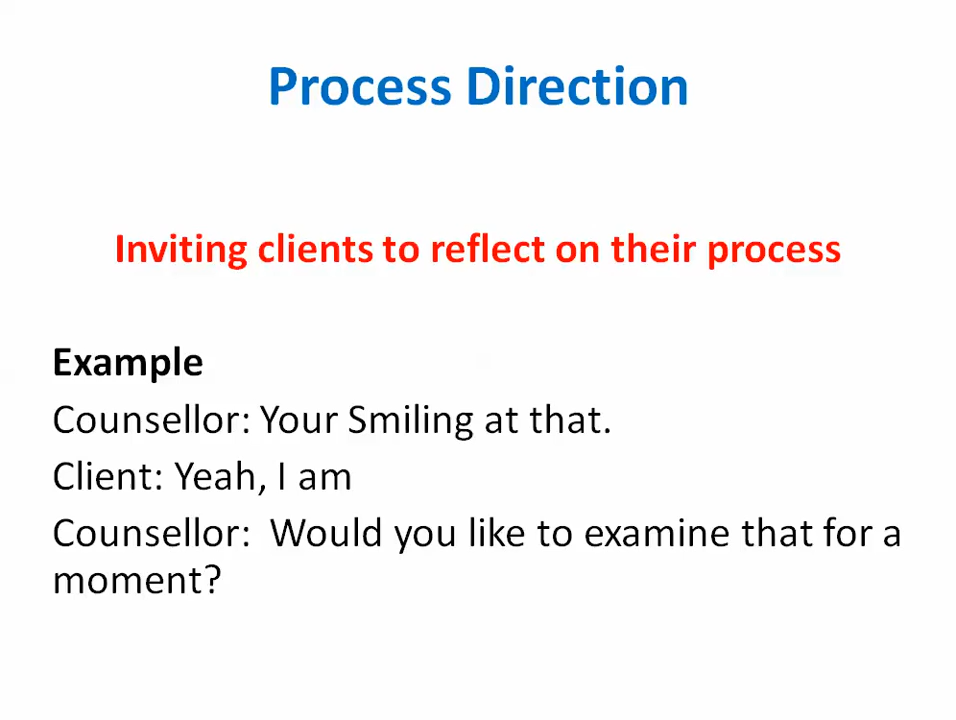 Process Direction
Inviting clients to reflect on their process
Example
Counsellor: Your Smiling at that.
Client: Yeah, I am
Counsellor:  Would you like to examine that for a
moment?